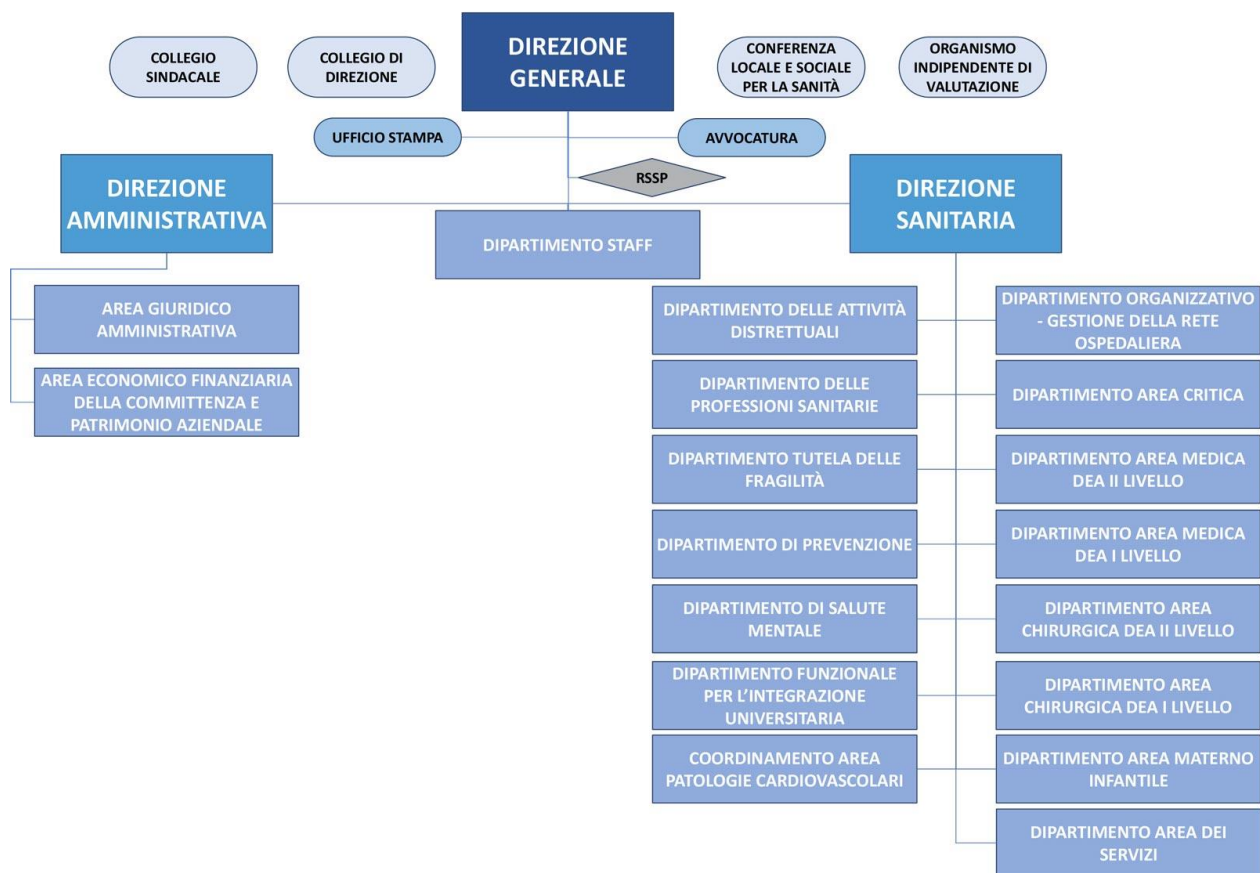 COLLEGIO
SINDACALE
COLLEGIO DI
DIREZIONE
DIREZIONE
GENERALE
CONFERENZA
LOCALE E SOCIALE
PER LA SANITÀ
ORGANISMO
INDIPENDENTE DI
VALUTAZIONE
UFFICIO STAMPA
AVVOCATURA
RSSP
DIREZIONE
AMMINISTRATIVA
DIPARTIMENTO STAFF
DIREZIONE
SANITARIA
AREA GIURIDICO
AMMINISTRATIVA
AREA ECONOMICO FINANZIARIA
DELLA COMMITTENZA E
PATRIMONIO AZIENDALE
DIPARTIMENTO DELLE ATTIVITÀ
DISTRETTUALI
DIPARTIMENTO DELLE
PROFESSIONI SANITARIE
DIPARTIMENTO TUTELA DELLE
FRAGILITÀ
DIPARTIMENTO DI PREVENZIONE
DIPARTIMENTO DI SALUTE
MENTALE
DIPARTIMENTO FUNZIONALE
PER L'INTEGRAZIONE
UNIVERSITARIA
COORDINAMENTO AREA
PATOLOGIE CARDIOVASCOLARI
DIPARTIMENTO ORGANIZZATIVO
- GESTIONE DELLA RETE
OSPEDALIERA
DIPARTIMENTO AREA CRITICA
DIPARTIMENTO AREA MEDICA
DEA II LIVELLO
DIPARTIMENTO AREA MEDICA
DEA I LIVELLO
DIPARTIMENTO AREA
CHIRURGICA DEA II LIVELLO
DIPARTIMENTO AREA
CHIRURGICA DEA I LIVELLO
DIPARTIMENTO AREA MATERNO
INFANTILE
DIPARTIMENTO AREA DEI
SERVIZI